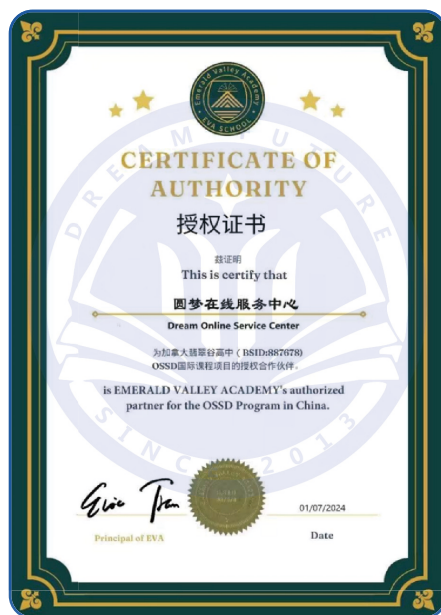 Emerald Valley Academy
EVA SCHOOL
CERTIFICATE OF
AUTHORITY
授权证书
兹证明
This is certify that
圆梦在线服务中心
Dream Online Service Center
为加拿大翡翠谷高中 ( BSID:887678)
OSSD国际课程项目的授权合作伙伴。
is EMERALD VALLEY ACADEMY's authorized
partner for the OSSD Program in China.
DREAM FUTURE
SINCE 2013
01/07/2024
Principal of EVA
Date